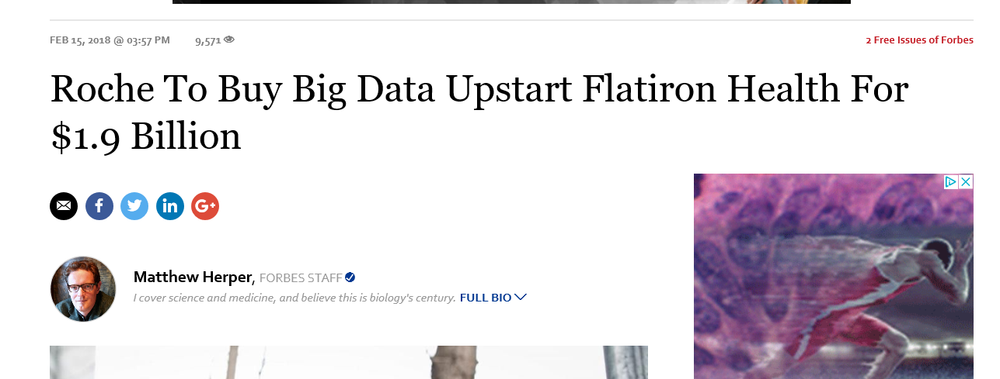 FEB 15, 2018 @ 03:57 PM 9,571 2 Free Issues of Forbes
Roche To Buy Big Data Upstart Flatiron Health For
$1.9 Billion
Matthew Herper, FORBES STAFF
I cover science and medicine, and believe this is biology's century. FULL BIO